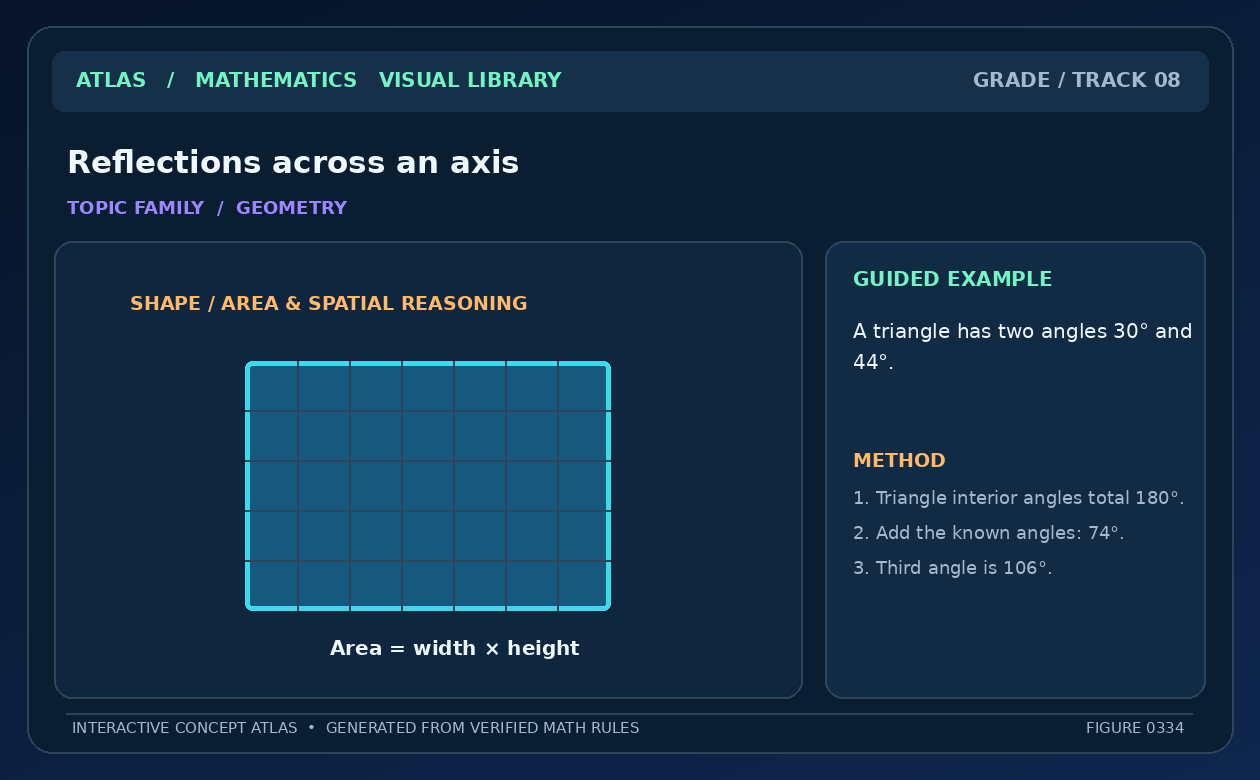 ATLAS / MATHEMATICS VISUAL LIBRARY
GRADE / TRACK 08
Reflections across an axis
TOPIC FAMILY / GEOMETRY
SHAPE / AREA & SPATIAL REASONING
Area = width × height
GUIDED EXAMPLE
A triangle has two angles 30° and
44°.
METHOD
1. Triangle interior angles total 180°.
2. Add the known angles: 74°.
3. Third angle is 106°.
INTERACTIVE CONCEPT ATLAS • GENERATED FROM VERIFIED MATH RULES
FIGURE 0334